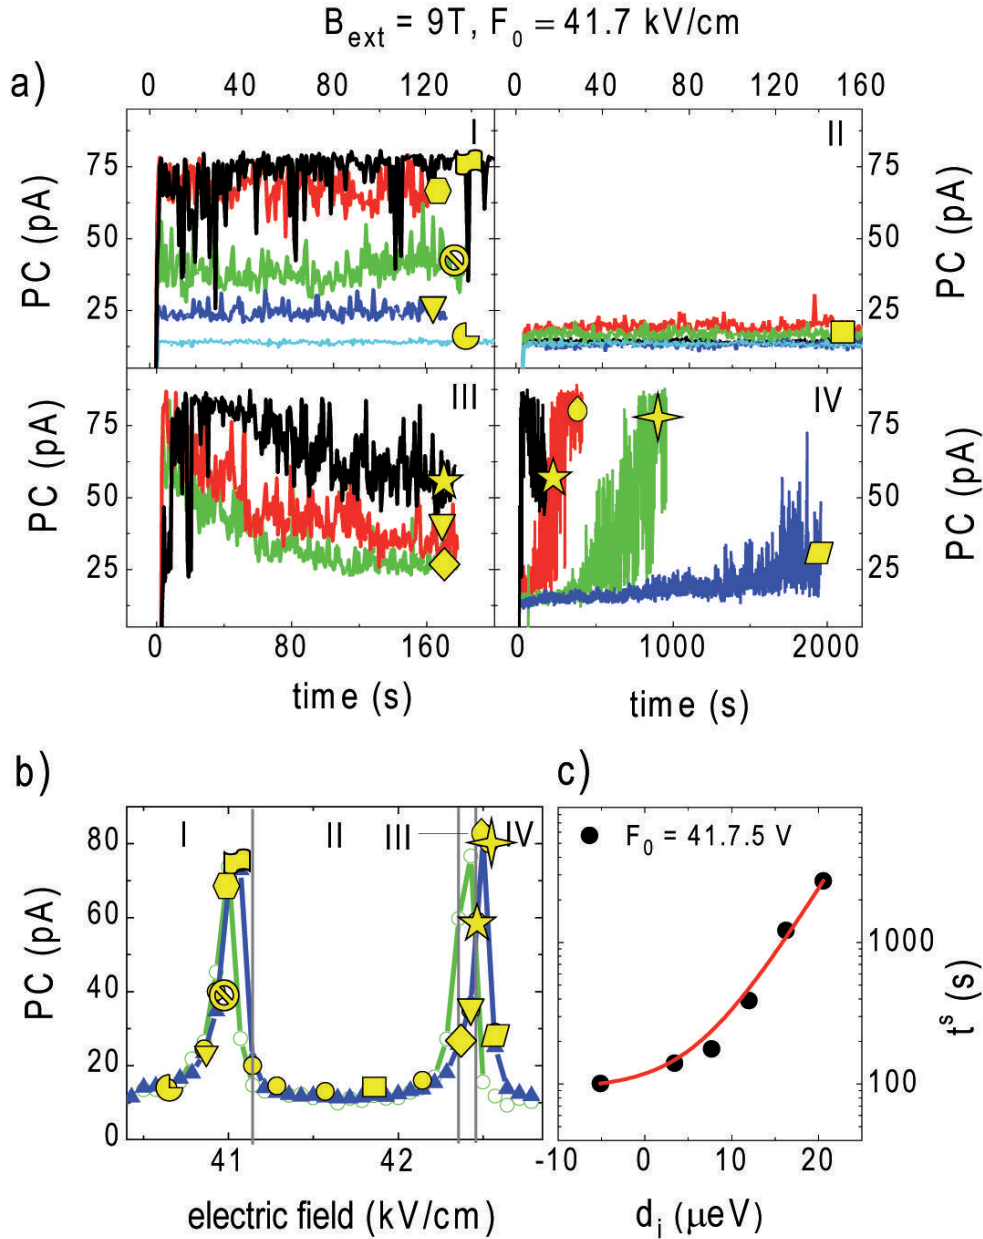 B_ext = 9T, F_0 = 41.7 kV/cm
a)
0 40 80 120 0 40 80 120 160
I II
PC (pA) 75 50 25 75 50 25 PC (pA)
III IV
PC (pA) 75 50 25 75 50 25 PC (pA)
0 80 160 0 1000 2000
time (s) time (s)
b)
I II III IV
PC (pA) 80 60 40 20 0
41 42
electric field (kV/cm)
c)
F_0 = 41.7.5 V
1000 100 t^s (s)
-10 0 10 20
d_i (μeV)